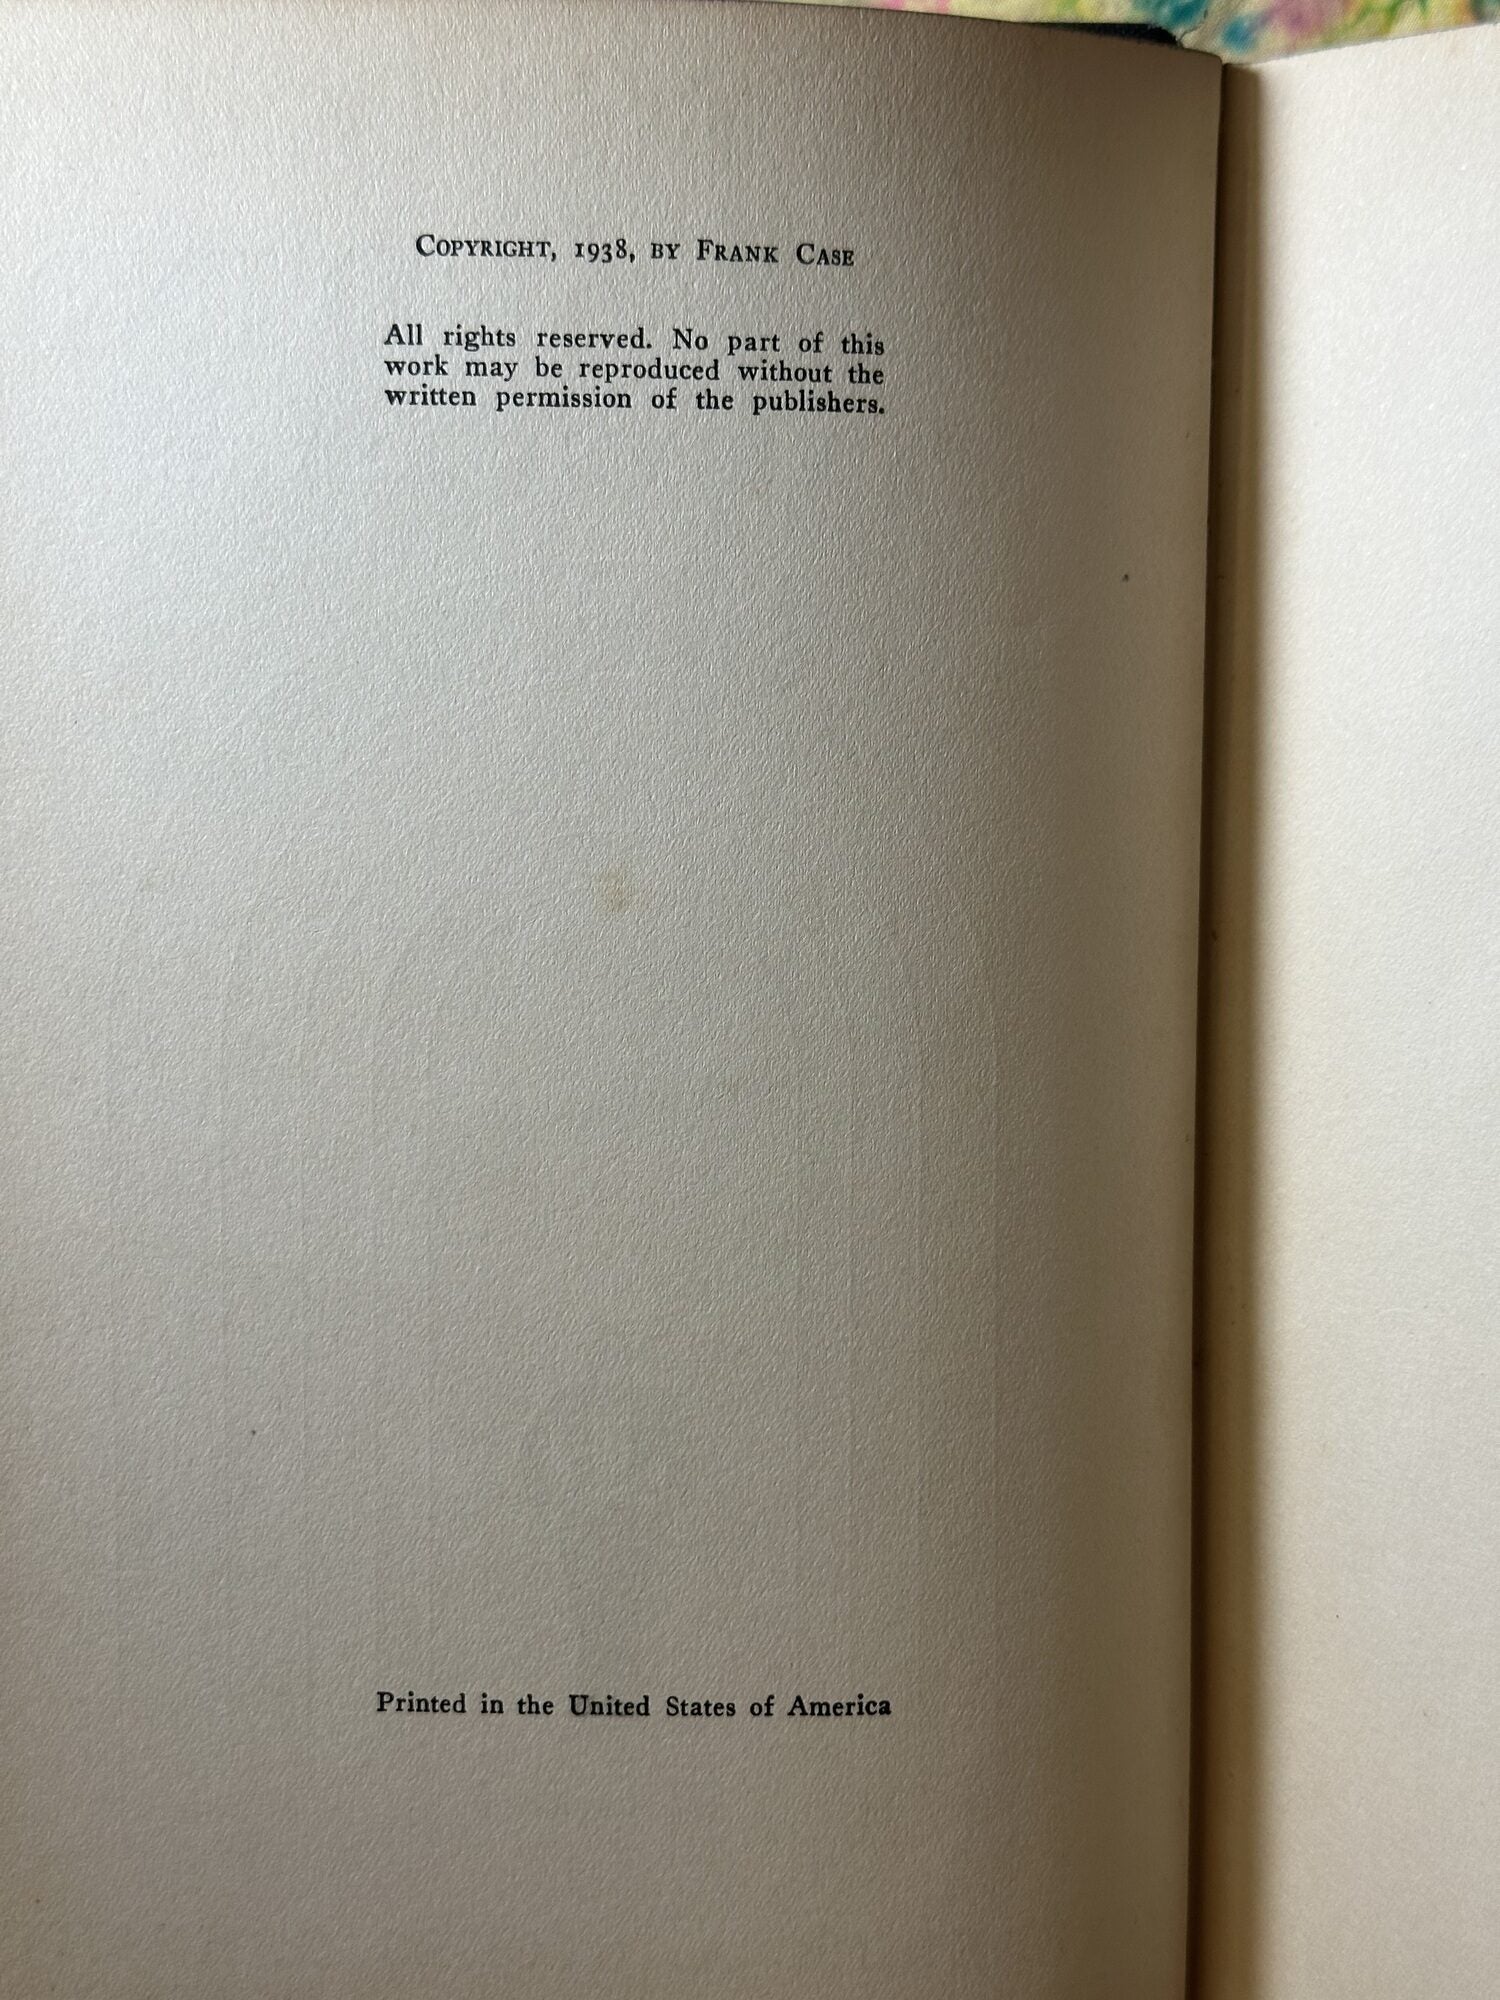 Copyright, 1938, by Frank Case
All rights reserved. No part of this
work may be reproduced without the
written permission of the publishers.
Printed in the United States of America